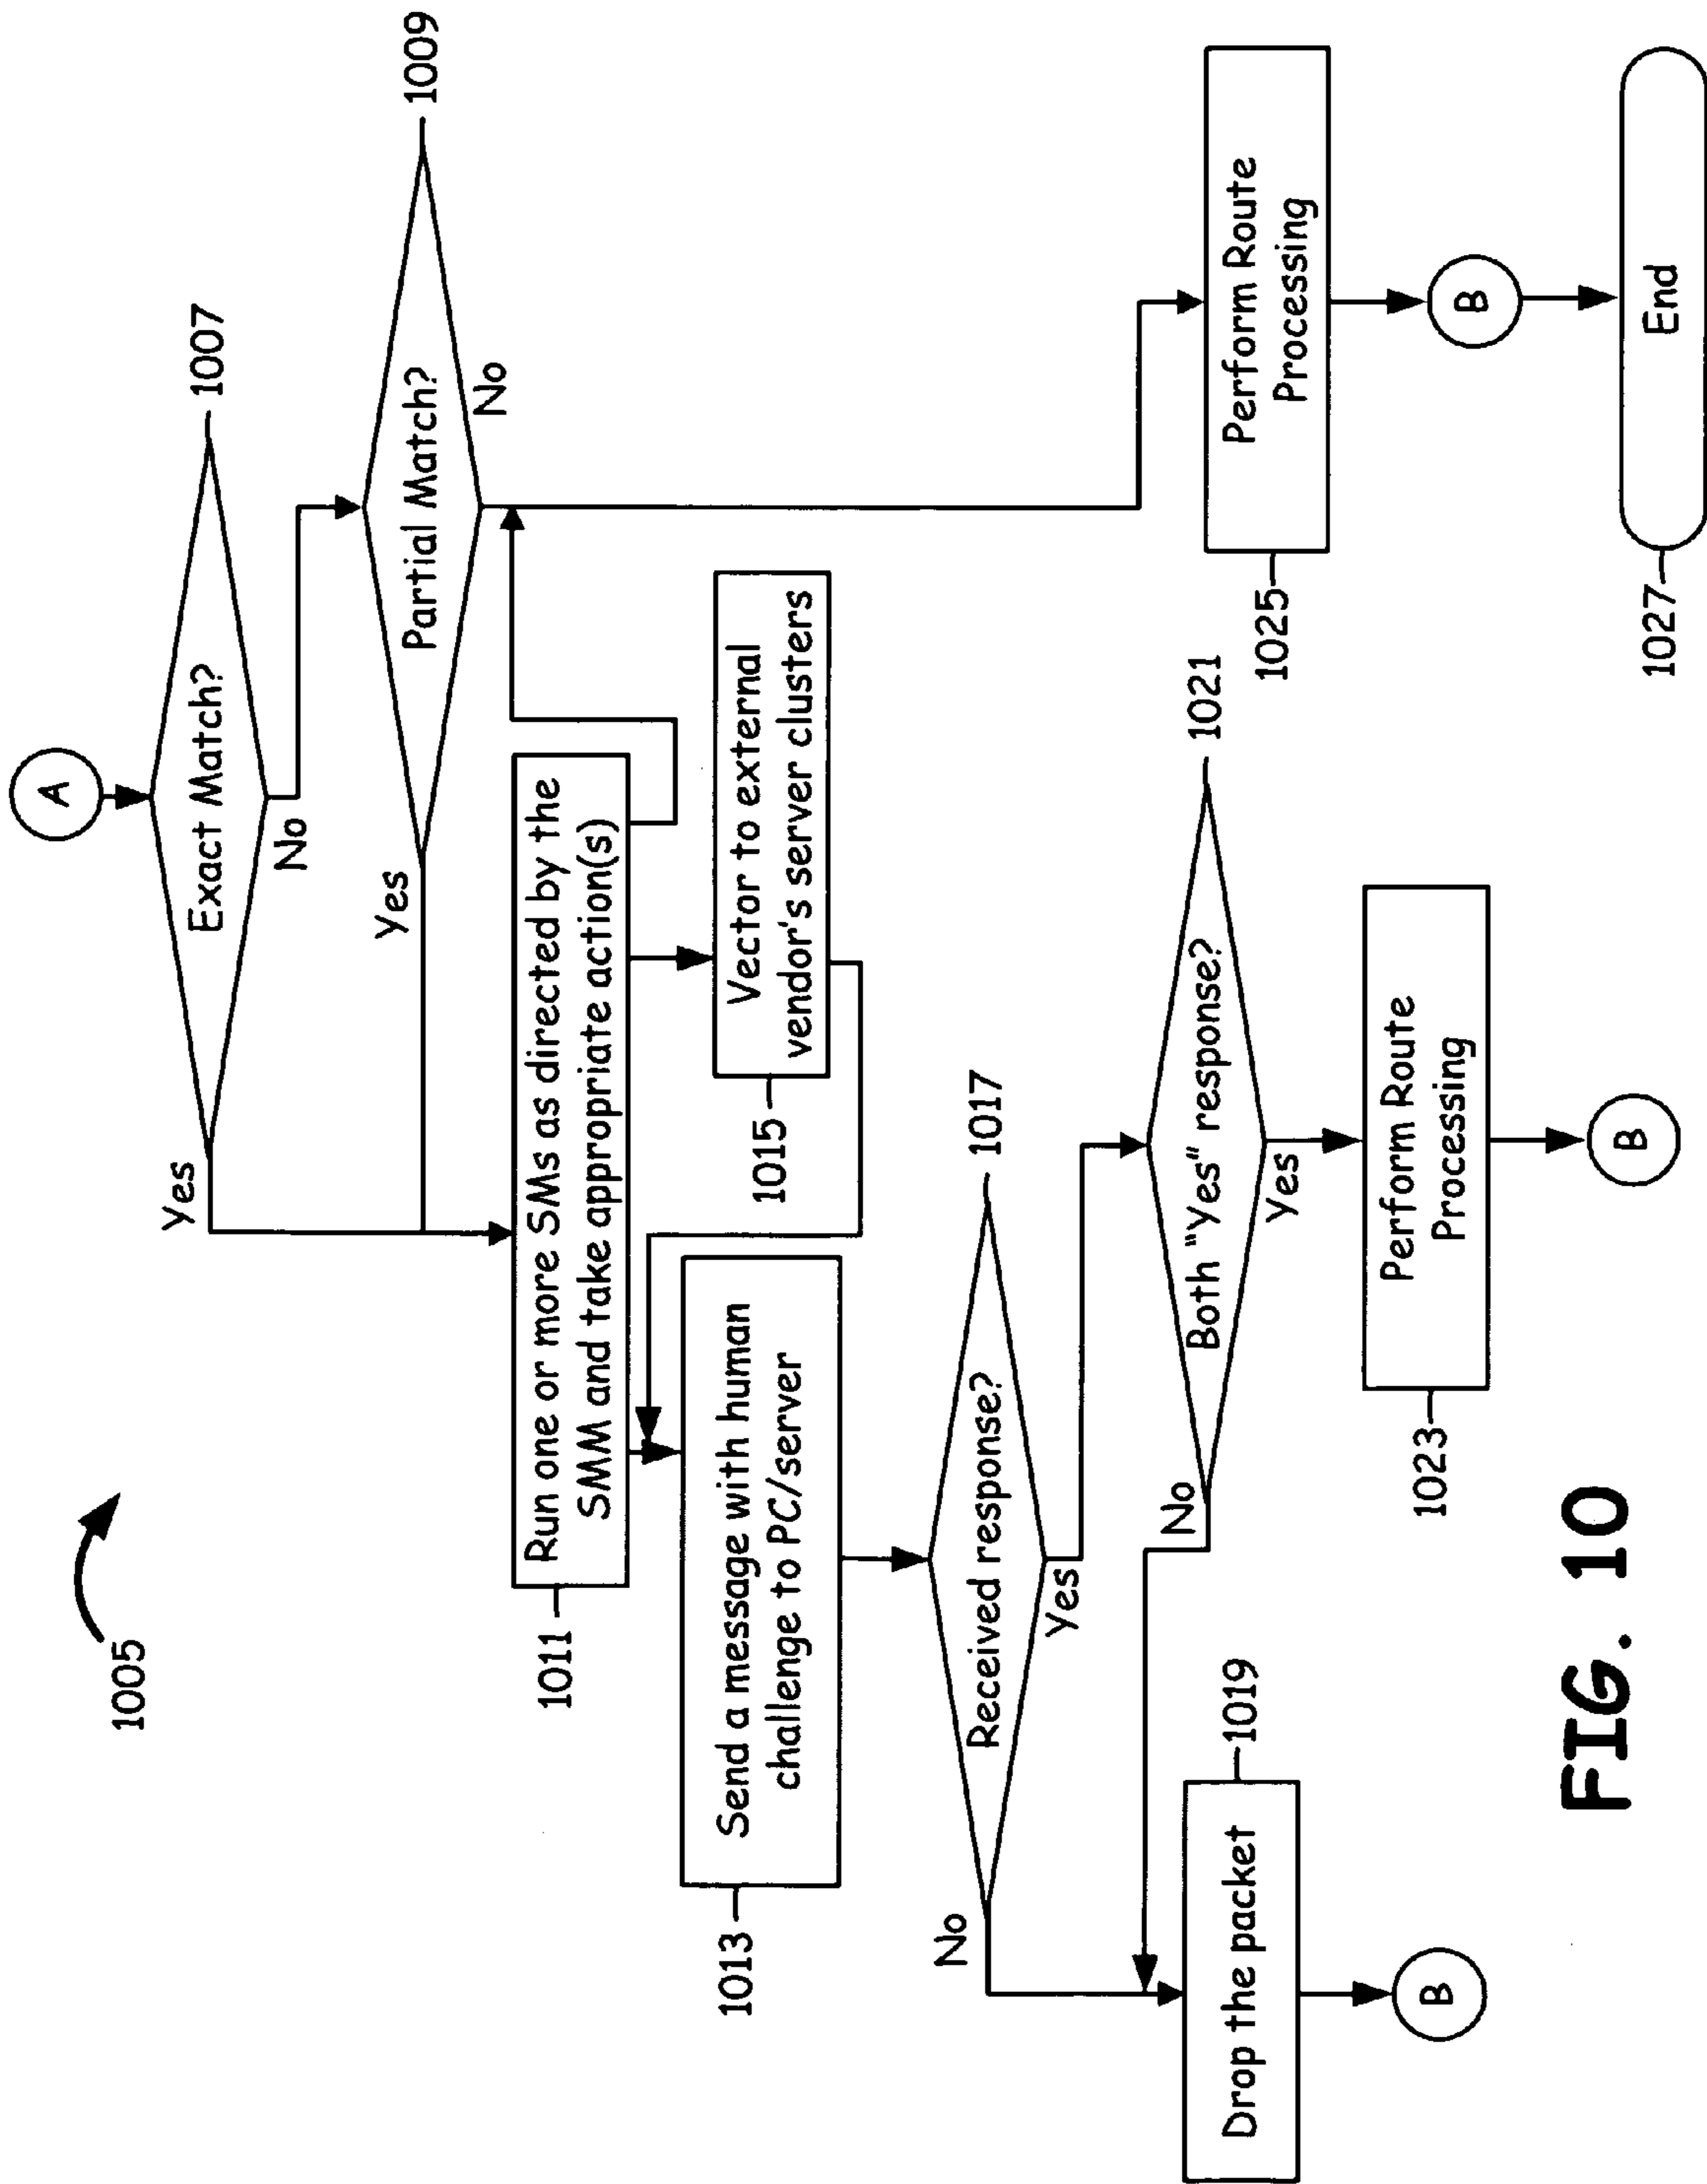 1005
A
Exact Match?
1007
Yes
No
Partial Match?
1009
Yes
No
1011
Run one or more SMs as directed by the
SMM and take appropriate action(s)
1013
Send a message with human
challenge to PC/server
1015
Vector to external
vendor's server clusters
Received response?
1017
No
Yes
Drop the packet
1019
B
Both "Yes" response?
1021
No
Yes
1023
Perform Route
Processing
B
1025
Perform Route
Processing
B
1027
End
FIG. 10